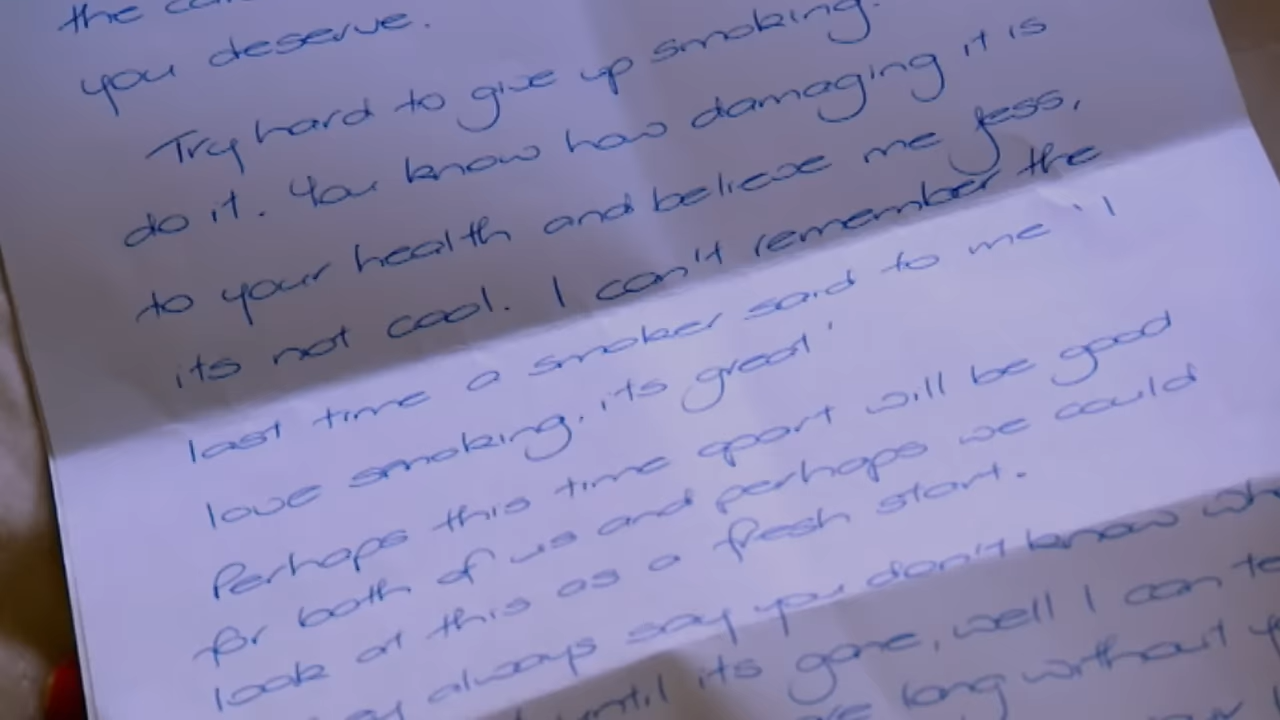 the
you deserve.
Try hard to give up smoking.
do it. You know how damaging it is
to your health and believe me Jess,
its not cool. I can't remember the
last time a smoker said to me 'I
love smoking, its great'
Perhaps this time apart will be good
for both of us and perhaps we could
look at this as a fresh start.
always say you don't know
until its gone, well I can
long without